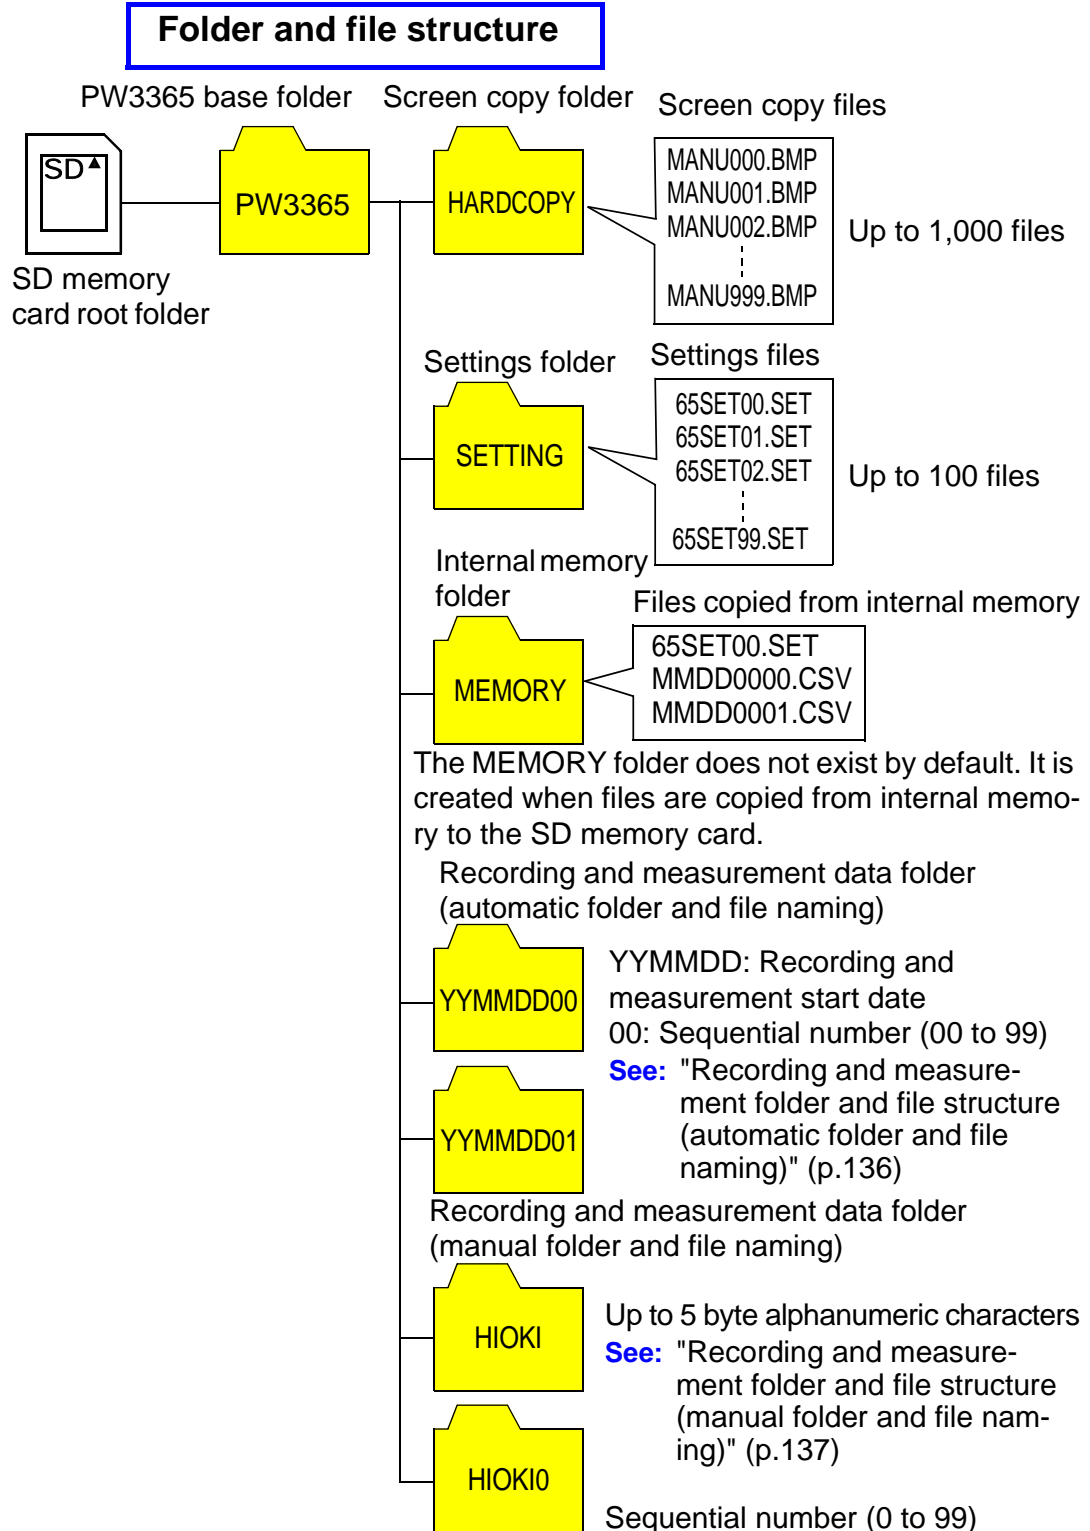 Folder and file structure
PW3365 base folder
Screen copy folder
Screen copy files
SD
PW3365
HARDCOPY
MANU000.BMP
MANU001.BMP
MANU002.BMP
MANU999.BMP
Up to 1,000 files
SD memory
card root folder
Settings folder
Settings files
SETTING
65SET00.SET
65SET01.SET
65SET02.SET
65SET99.SET
Up to 100 files
Internal memory
folder
Files copied from internal memory
MEMORY
65SET00.SET
MMDD0000.CSV
MMDD0001.CSV
The MEMORY folder does not exist by default. It is
created when files are copied from internal memo-
ry to the SD memory card.
Recording and measurement data folder
(automatic folder and file naming)
YYMMDD00
YYMMDD: Recording and
measurement start date
00: Sequential number (00 to 99)
See: "Recording and measure-
ment folder and file structure
(automatic folder and file
naming)" (p.136)
YYMMDD01
Recording and measurement data folder
(manual folder and file naming)
HIOKI
Up to 5 byte alphanumeric characters
See: "Recording and measure-
ment folder and file structure
(manual folder and file nam-
ing)" (p.137)
HIOKI0
Sequential number (0 to 99)